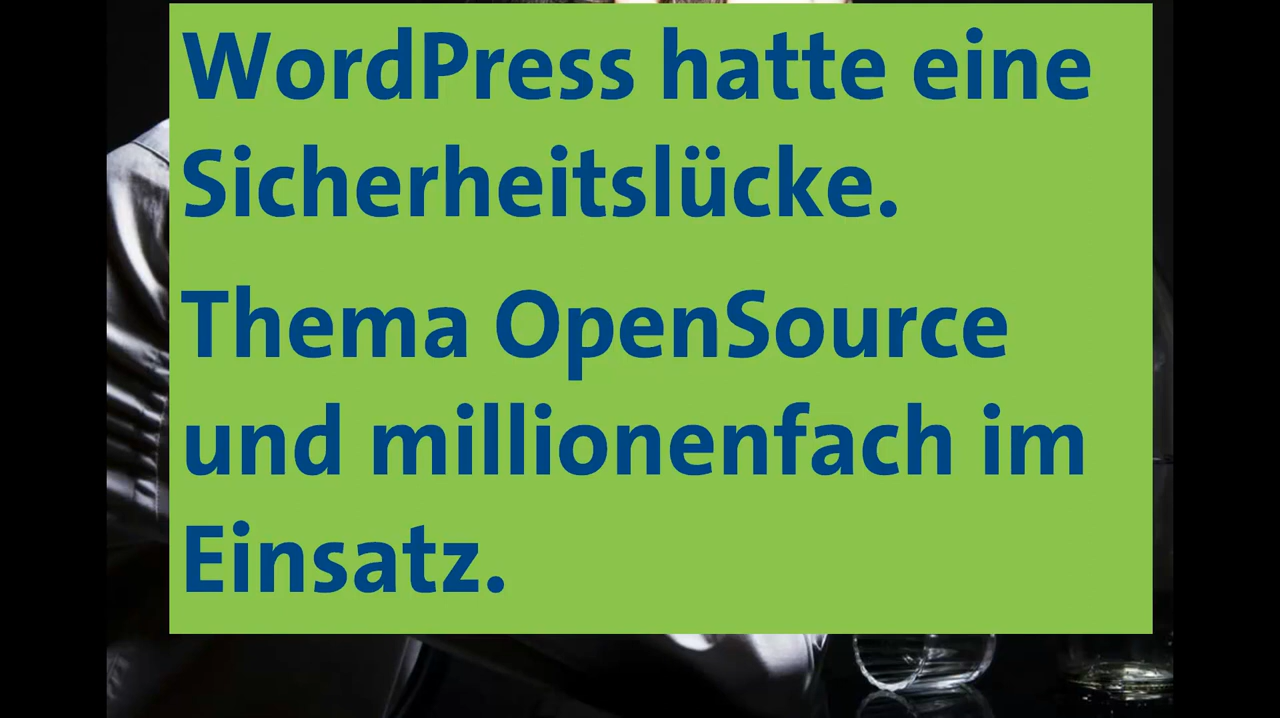 WordPress hatte eine
Sicherheitslücke.
Thema OpenSource
und millionenfach im
Einsatz.